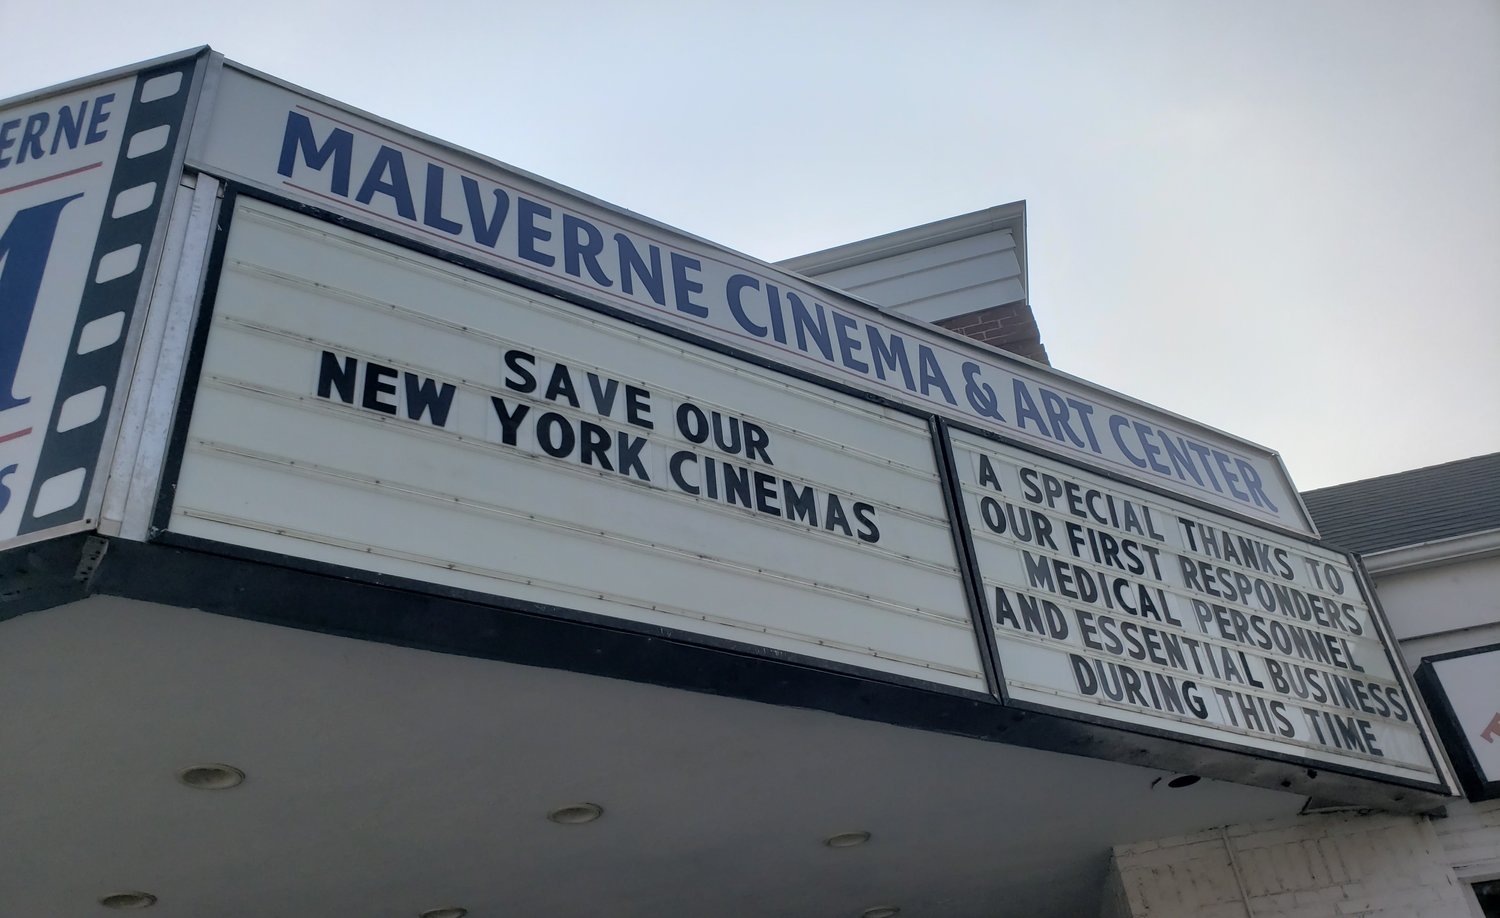 ERNE
M
S
MALVERNE CINEMA & ART CENTER
SAVE OUR
NEW YORK CINEMAS
A SPECIAL THANKS TO
OUR FIRST RESPONDERS
MEDICAL PERSONNEL
AND ESSENTIAL BUSINESS
DURING THIS TIME